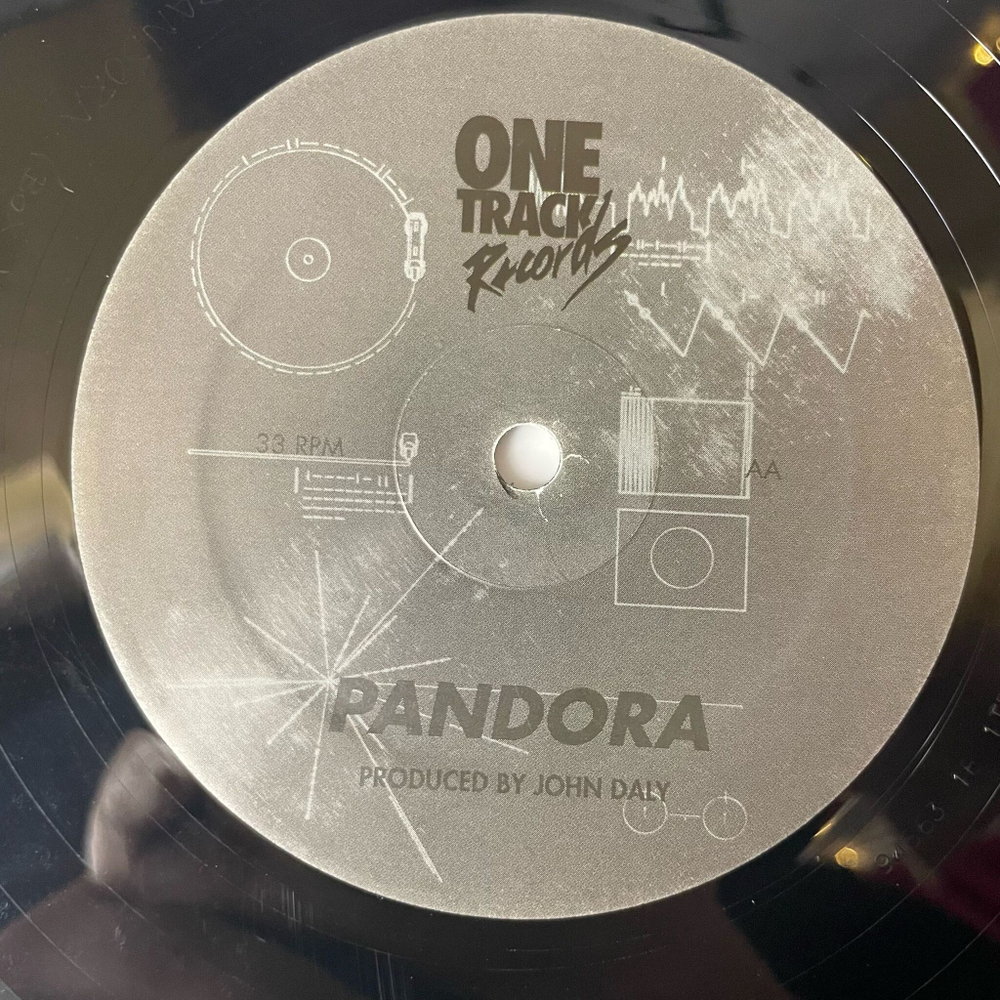 ONE
TRACK
Records
33 RPM
AA
PANDORA
PRODUCED BY JOHN DALY